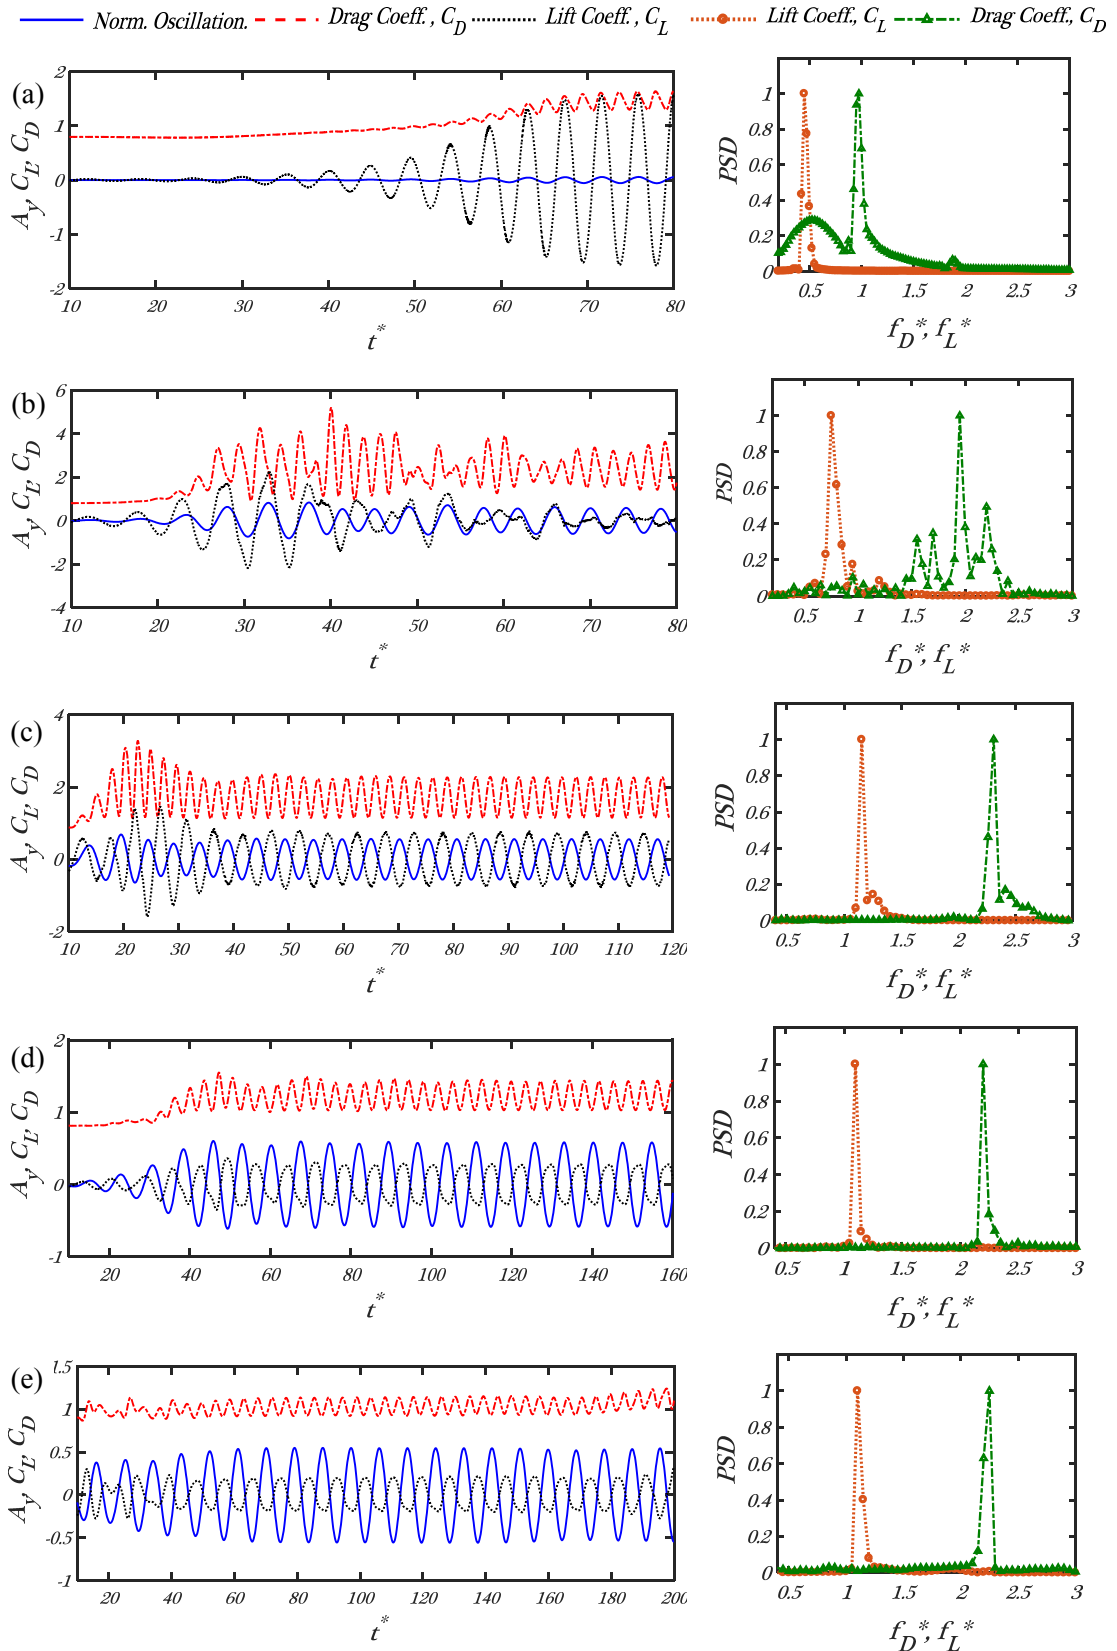 Norm. Oscillation. Drag Coeff., C_D Lift Coeff., C_L Lift Coeff., C_L Drag Coeff., C_D
(a)
A_y, C_L, C_D
2
1
0
-1
-2
10 20 30 40 50 60 70 80
t*
PSD
1
0.8
0.6
0.4
0.2
0
0.5 1 1.5 2 2.5 3
f_D*, f_L*
(b)
A_y, C_L, C_D
6
4
2
0
-2
-4
10 20 30 40 50 60 70 80
t*
PSD
1
0.8
0.6
0.4
0.2
0
0.5 1 1.5 2 2.5 3
f_D*, f_L*
(c)
A_y, C_L, C_D
4
2
0
-2
10 20 30 40 50 60 70 80 90 100 110 120
t*
PSD
1
0.8
0.6
0.4
0.2
0
0.5 1 1.5 2 2.5 3
f_D*, f_L*
(d)
A_y, C_L, C_D
2
1
0
-1
20 40 60 80 100 120 140 160
t*
PSD
1
0.8
0.6
0.4
0.2
0
0.5 1 1.5 2 2.5 3
f_D*, f_L*
(e)
A_y, C_L, C_D
1.5
1
0.5
0
-0.5
-1
20 40 60 80 100 120 140 160 180 200
t*
PSD
1
0.8
0.6
0.4
0.2
0
0.5 1 1.5 2 2.5 3
f_D*, f_L*